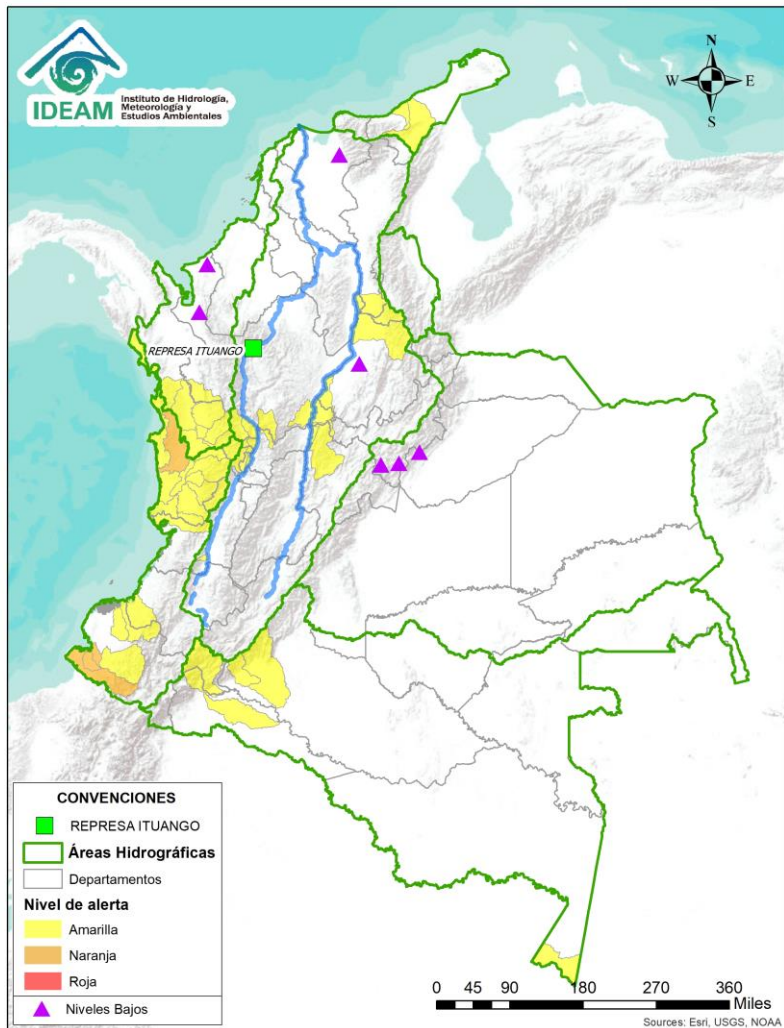 IDEAM
Instituto de Hidrología,
Meteorología y
Estudios Ambientales
N
W E
S
REPRESA ITUANGO
CONVENCIONES
REPRESA ITUANGO
Áreas Hidrográficas
Departamentos
Nivel de alerta
Amarilla
Naranja
Roja
Niveles Bajos
0 45 90 180 270 360
Miles
Sources: Esri, USGS, NOAA